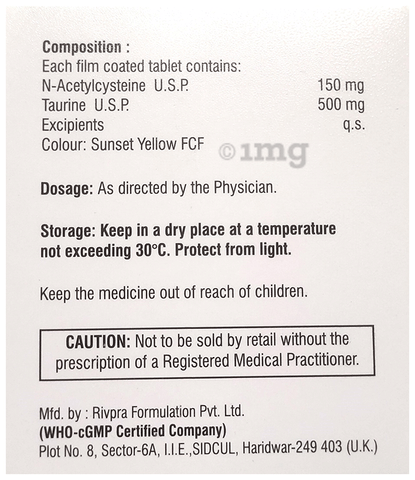 Composition :
Each film coated tablet contains:
N-Acetylcysteine U.S.P. 150 mg
Taurine U.S.P. 500 mg
Excipients q.s.
Colour: Sunset Yellow FCF
© 1mg
Dosage: As directed by the Physician.
Storage: Keep in a dry place at a temperature
not exceeding 30°C. Protect from light.
Keep the medicine out of reach of children.
CAUTION: Not to be sold by retail without the
prescription of a Registered Medical Practitioner.
Mfd. by : Rivpra Formulation Pvt. Ltd.
(WHO-cGMP Certified Company)
Plot No. 8, Sector-6A, I.I.E.,SIDCUL, Haridwar-249 403 (U.K.)